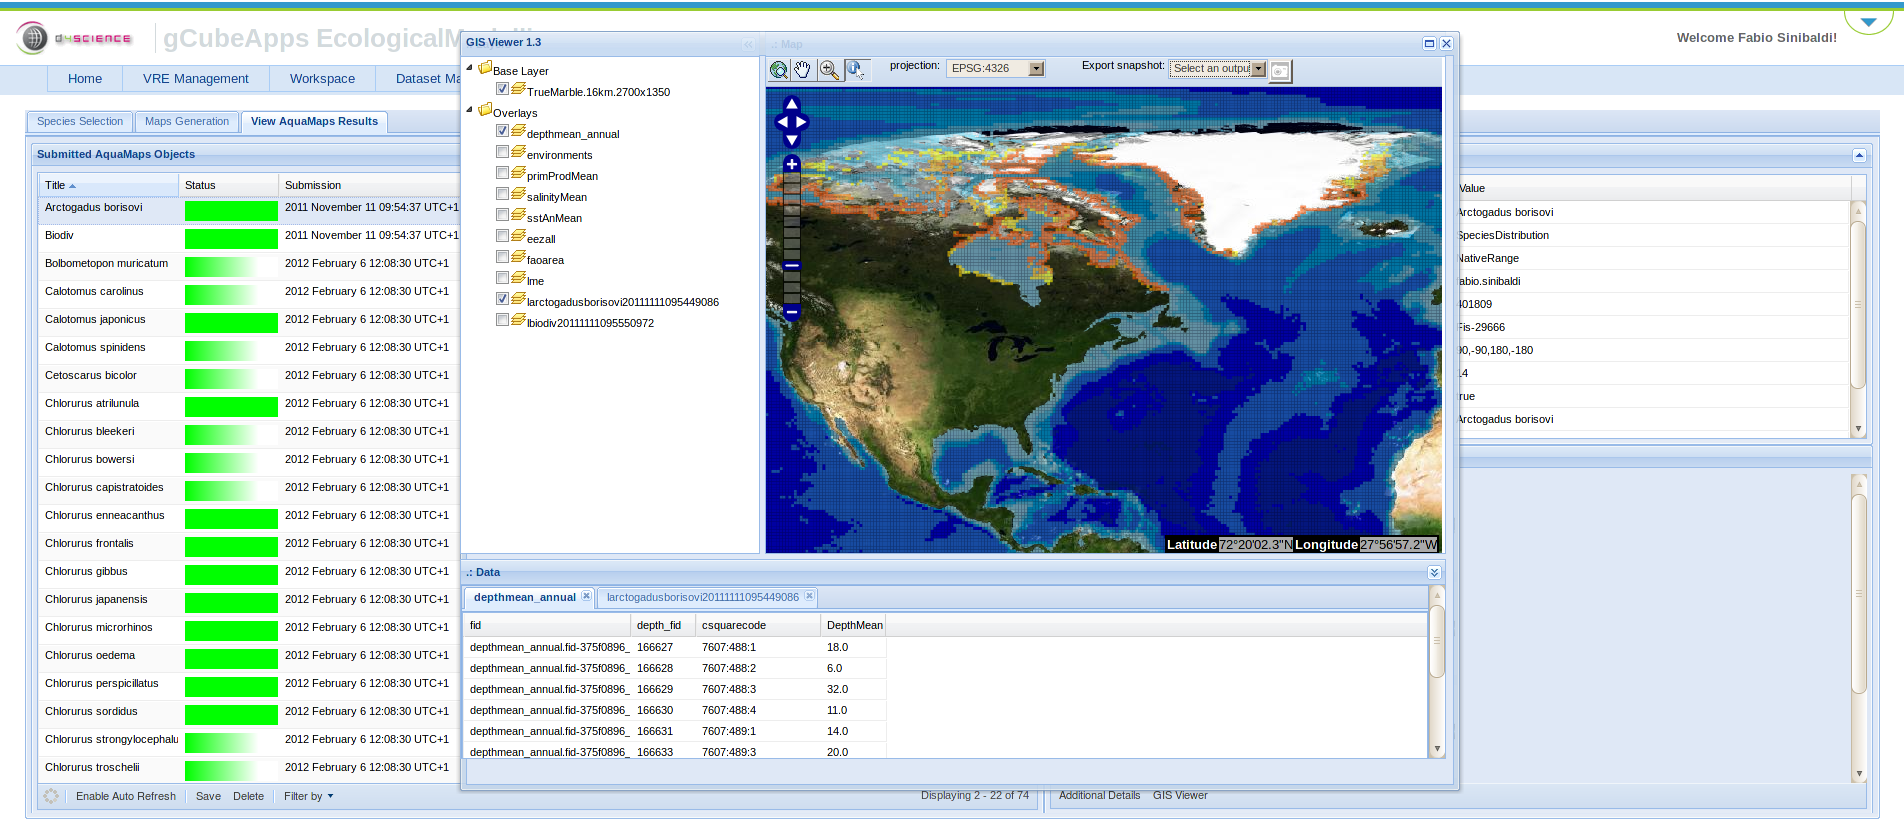 D4SCIENCE
gCubeApps EcologicalM
Welcome Fabio Sinibaldi!
Home VRE Management Workspace Dataset Ma
Species Selection Maps Generation View AquaMaps Results
Submitted AquaMaps Objects
Title Status Submission
Arctogadus borisovi 2011 November 11 09:54:37 UTC+1
Biodiv 2011 November 11 09:54:37 UTC+1
Bolbometopon muricatum 2012 February 6 12:08:30 UTC+1
Calotomus carolinus 2012 February 6 12:08:30 UTC+1
Calotomus japonicus 2012 February 6 12:08:30 UTC+1
Calotomus spinidens 2012 February 6 12:08:30 UTC+1
Cetoscarus bicolor 2012 February 6 12:08:30 UTC+1
Chlorurus atrilunula 2012 February 6 12:08:30 UTC+1
Chlorurus bleekeri 2012 February 6 12:08:30 UTC+1
Chlorurus bowersi 2012 February 6 12:08:30 UTC+1
Chlorurus capistratoides 2012 February 6 12:08:30 UTC+1
Chlorurus enneacanthus 2012 February 6 12:08:30 UTC+1
Chlorurus frontalis 2012 February 6 12:08:30 UTC+1
Chlorurus gibbus 2012 February 6 12:08:30 UTC+1
Chlorurus japanensis 2012 February 6 12:08:30 UTC+1
Chlorurus microrhinos 2012 February 6 12:08:30 UTC+1
Chlorurus oedema 2012 February 6 12:08:30 UTC+1
Chlorurus perspicillatus 2012 February 6 12:08:30 UTC+1
Chlorurus sordidus 2012 February 6 12:08:30 UTC+1
Chlorurus strongylocephalu 2012 February 6 12:08:30 UTC+1
Chlorurus troschelii 2012 February 6 12:08:30 UTC+1
Enable Auto Refresh Save Delete Filter by Displaying 2 - 22 of 74
GIS Viewer 1.3
Base Layer
TrueMarble.16km.2700x1350
Overlays
depthmean_annual
environments
primProdMean
salinityMean
sstAnMean
eezall
faoarea
lme
larctogadusborisovi20111111095449086
lbiodiv20111111095550972
.: Map
projection: EPSG:4326 Export snapshot: Select an outpu
Latitude 72°20'02.3"N Longitude 27°56'57.2"W
.: Data
depthmean_annual larctogadusborisovi20111111095449086
fid depth_fid csquarecode DepthMean
depthmean_annual.fid-375f0896_ 166627 7607:488:1 18.0
depthmean_annual.fid-375f0896_ 166628 7607:488:2 6.0
depthmean_annual.fid-375f0896_ 166629 7607:488:3 32.0
depthmean_annual.fid-375f0896_ 166630 7607:488:4 11.0
depthmean_annual.fid-375f0896_ 166631 7607:489:1 14.0
depthmean_annual.fid-375f0896_ 166633 7607:489:3 20.0
Value
Arctogadus borisovi
SpeciesDistribution
NativeRange
fabio.sinibaldi
401809
Fis-29666
90,-90,180,-180
14
rue
Arctogadus borisovi
Additional Details GIS Viewer